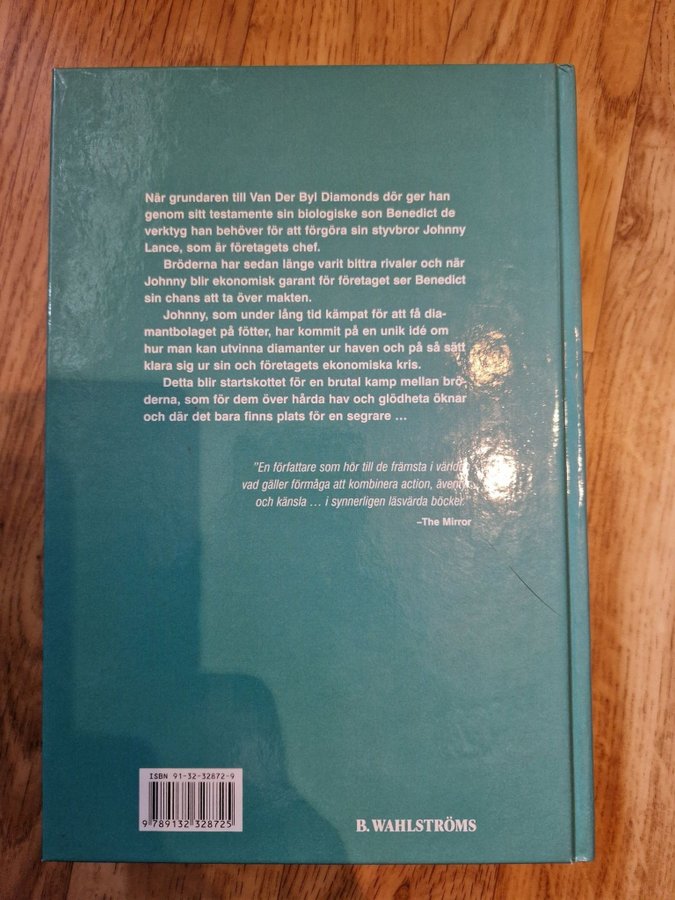 När grundaren till Van Der Byl Diamonds dör ger han
genom sitt testamente sin biologiske son Benedict de
verktyg han behöver för att förgöra sin styvbror Johnny
Lance, som är företagets chef.
Bröderna har sedan länge varit bittra rivaler och när
Johnny blir ekonomisk garant för företaget ser Benedict
sin chans att ta över makten.
Johnny, som under lång tid kämpat för att få dia-
mantbolaget på fötter, har kommit på en unik idé om
hur man kan utvinna diamanter ur haven och på så sätt
klara sig ur sin och företagets ekonomiska kris.
Detta blir startskottet för en brutal kamp mellan brö-
derna, som för dem över hårda hav och glödheta öknar
och där det bara finns plats för en segrare ...
"En författare som hör till de främsta i
vad gäller förmåga att kombinera action,
och känsla ... i synnerligen läsvärda böcker.
–The Mirror
ISBN 91-32-32872-9
9 789132 328725
B. WAHLSTRÖMS